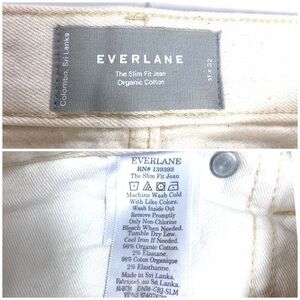 EVERLANE
The Slim Fit Jean
Organic Cotton
Colombo, Sri Lanka
31 x 32
EVERLANE
RN# 139393
The Slim Fit Jean
Machine Wash Cold
With Like Colors.
Wash Inside Out
Remove Promptly
Only Non-Chlorine
Bleach When Needed.
Tumble Dry Low.
Cool Iron If Needed.
98% Organic Cotton
2% Elastane.
98% Coton Organique
2% Elasthanne.
Made in Sri Lanka.
Fabriqué au Sri Lanka.